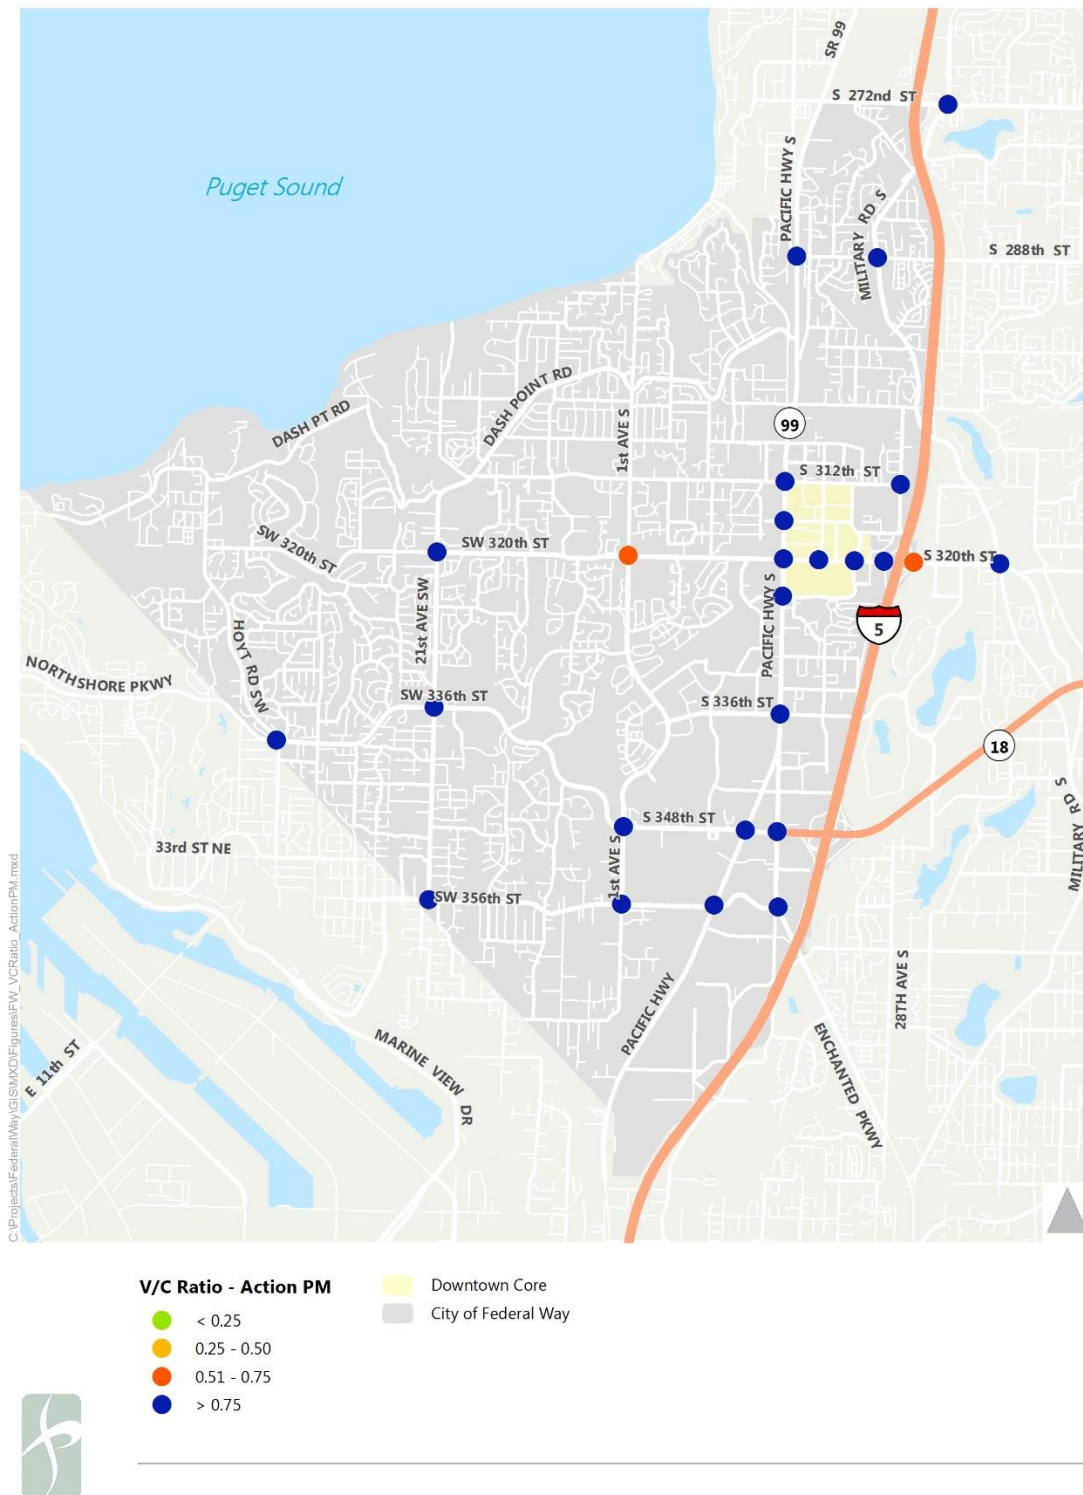 SR 99
S 272nd ST
Puget Sound
PACIFIC HWY S
MILITARY RD S
S 288th ST
DASH POINT RD
DASH PT RD
1st AVE S
99
S 312th ST
SW 320th ST
SW 320th ST
S 320th ST
21st AVE SW
PACIFIC HWY S
5
HOYT RD SW
NORTHSHORE PKWY
SW 336th ST
S 336th ST
18
MILITARY RD S
S 348th ST
33rd ST NE
1st AVE S
SW 356th ST
28TH AVE S
PACIFIC HWY
ENCHANTED PKWY
MARINE VIEW DR
E 11th ST
C:\Projects\FederalWay\GIS\MXD\Figures\FW_VCRatio_ActionPM.mxd
V/C Ratio - Action PM
< 0.25
0.25 - 0.50
0.51 - 0.75
> 0.75
Downtown Core
City of Federal Way